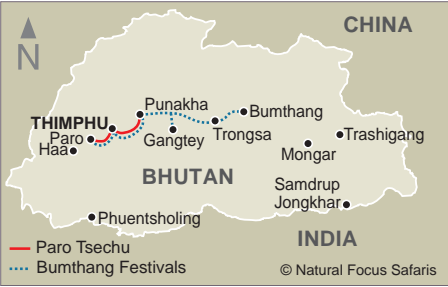 CHINA
N
Punakha
Bumthang
THIMPHU
Paro
Haa
Gangtey
Trongsa
Trashigang
Mongar
BHUTAN
Samdrup
Jongkhar
Phuentsholing
INDIA
Paro Tsechu
Bumthang Festivals
© Natural Focus Safaris